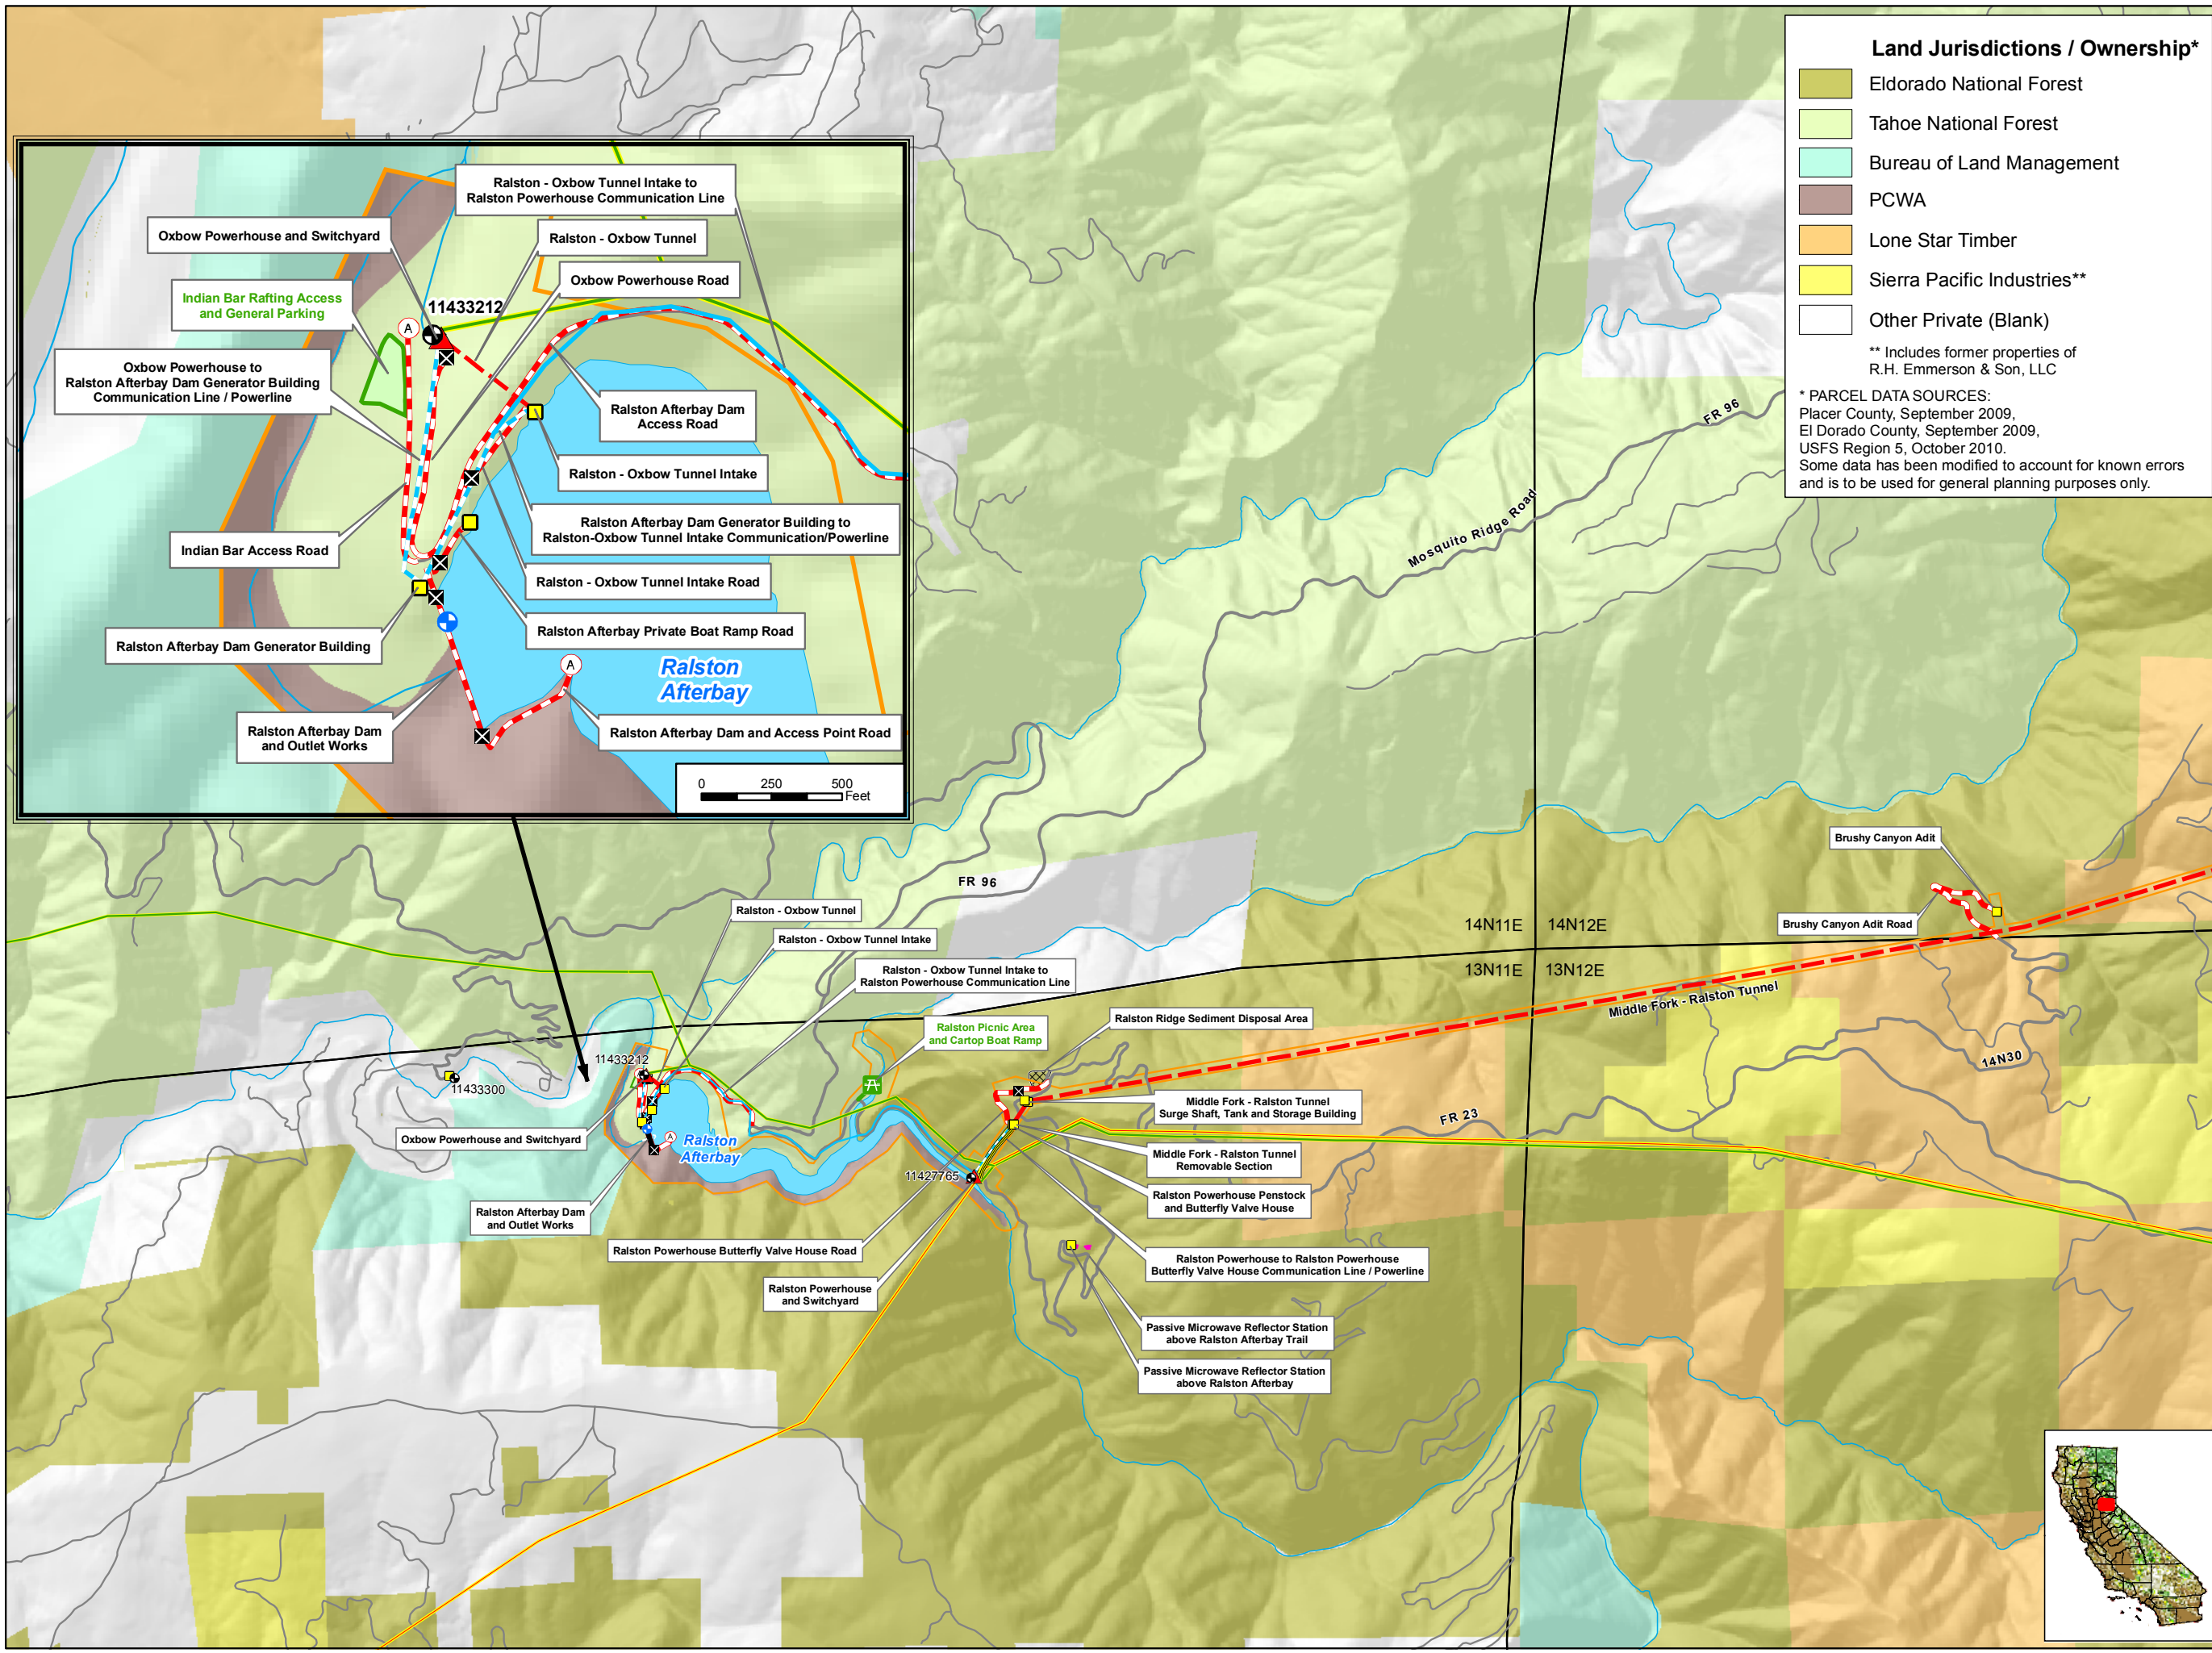 Land Jurisdictions / Ownership*
Eldorado National Forest
Tahoe National Forest
Bureau of Land Management
PCWA
Lone Star Timber
Sierra Pacific Industries**
Other Private (Blank)
** Includes former properties of
R.H. Emmerson & Son, LLC
* PARCEL DATA SOURCES:
Placer County, September 2009,
El Dorado County, September 2009,
USFS Region 5, October 2010.
Some data has been modified to account for known errors
and is to be used for general planning purposes only.
Ralston - Oxbow Tunnel Intake to
Ralston Powerhouse Communication Line
Oxbow Powerhouse and Switchyard
Ralston - Oxbow Tunnel
Oxbow Powerhouse Road
Indian Bar Rafting Access
and General Parking
11433212
A
Oxbow Powerhouse to
Ralston Afterbay Dam Generator Building
Communication Line / Powerline
Ralston Afterbay Dam
Access Road
Ralston - Oxbow Tunnel Intake
Ralston Afterbay Dam Generator Building to
Ralston-Oxbow Tunnel Intake Communication/Powerline
Indian Bar Access Road
Ralston - Oxbow Tunnel Intake Road
Ralston Afterbay Private Boat Ramp Road
Ralston Afterbay Dam Generator Building
A
Ralston
Afterbay
Ralston Afterbay Dam
and Outlet Works
Ralston Afterbay Dam and Access Point Road
0 250 500
Feet
FR 96
Mosquito Ridge Road
FR 96
Brushy Canyon Adit
Brushy Canyon Adit Road
14N11E 14N12E
13N11E 13N12E
Middle Fork - Ralston Tunnel
14N30
FR 23
Ralston - Oxbow Tunnel
Ralston - Oxbow Tunnel Intake
Ralston - Oxbow Tunnel Intake to
Ralston Powerhouse Communication Line
Ralston Picnic Area
and Cartop Boat Ramp
Ralston Ridge Sediment Disposal Area
11433212
11433300
Middle Fork - Ralston Tunnel
Surge Shaft, Tank and Storage Building
Oxbow Powerhouse and Switchyard
A
Ralston
Afterbay
Middle Fork - Ralston Tunnel
Removable Section
11427765
Ralston Powerhouse Penstock
and Butterfly Valve House
Ralston Afterbay Dam
and Outlet Works
Ralston Powerhouse Butterfly Valve House Road
Ralston Powerhouse to Ralston Powerhouse
Butterfly Valve House Communication Line / Powerline
Ralston Powerhouse
and Switchyard
Passive Microwave Reflector Station
above Ralston Afterbay Trail
Passive Microwave Reflector Station
above Ralston Afterbay